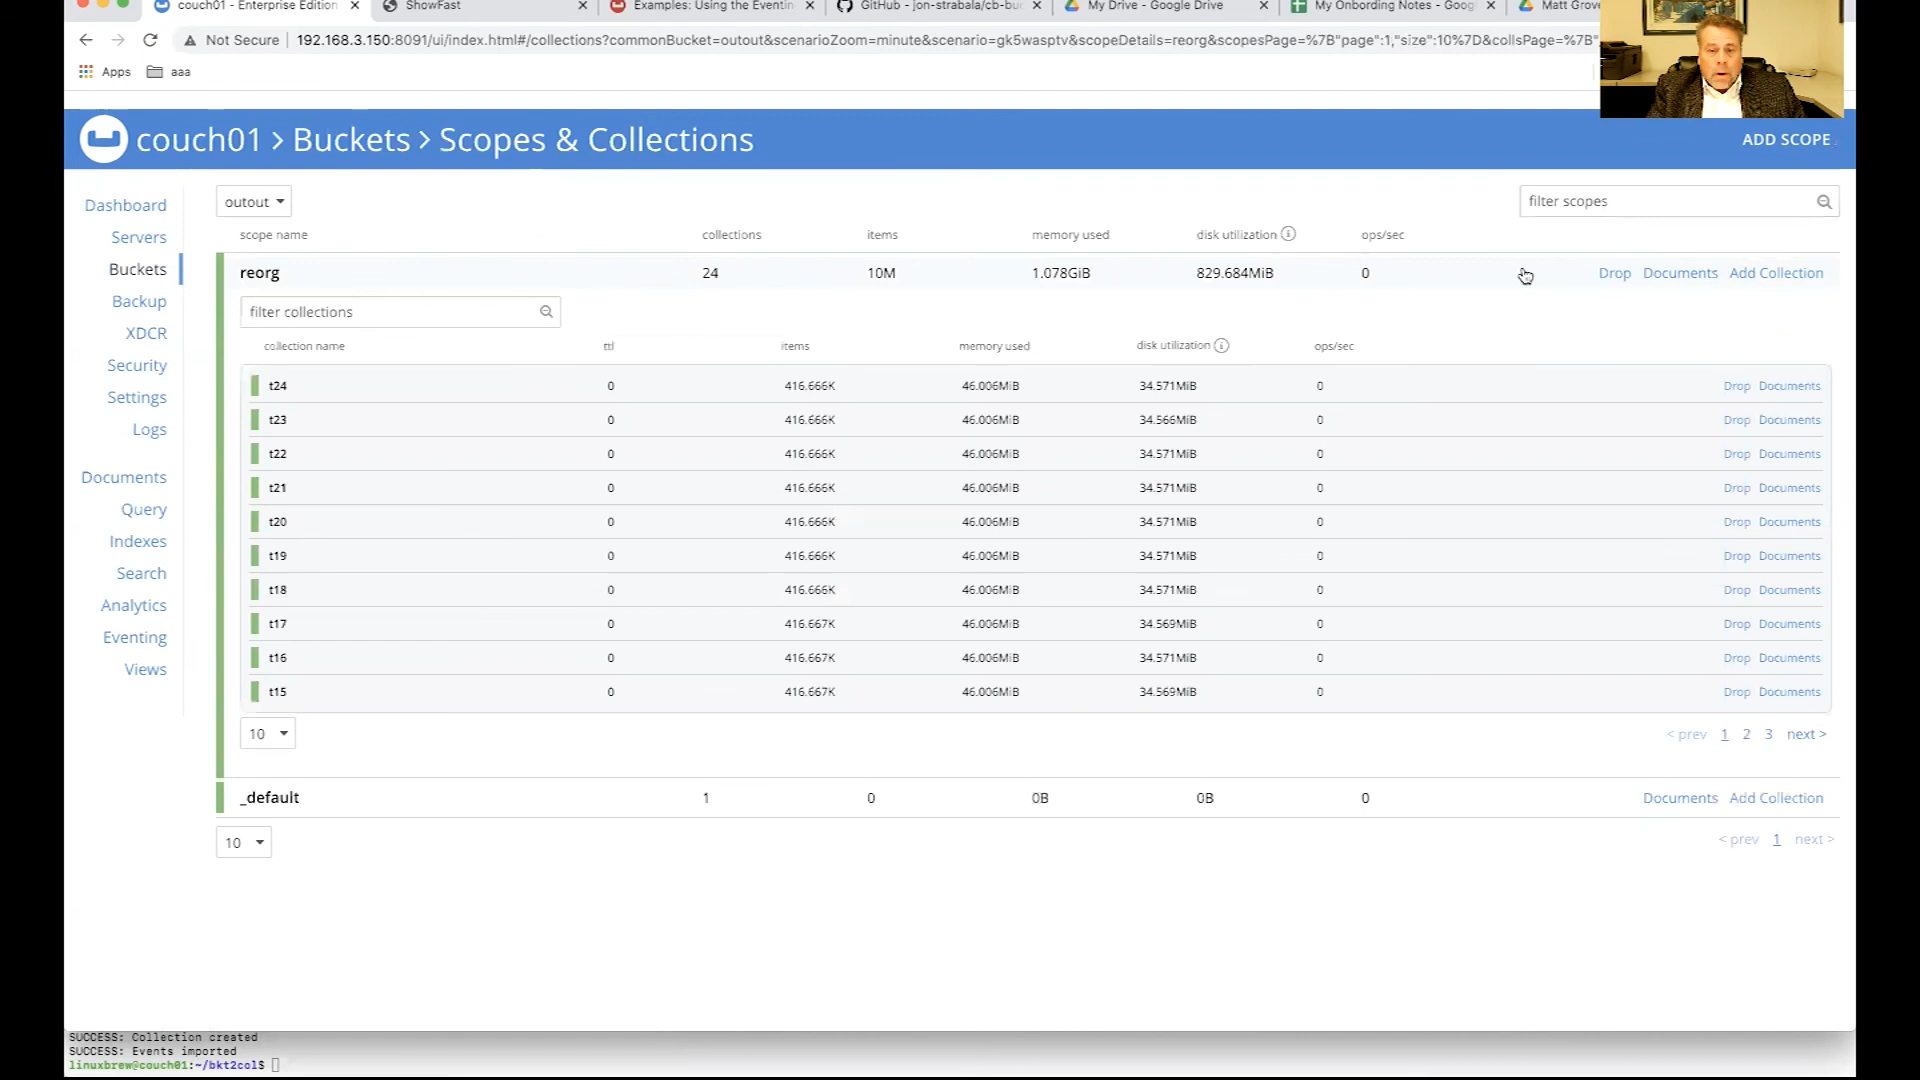 couch01 - Enterprise Edition
ShowFast
Examples: Using the Eventin
GitHub - jon-strabala/cb-bu
My Drive - Google Drive
My Onbording Notes - Goog
Matt Grove
Not Secure 192.168.3.150:8091/ui/index.html#/collections?commonBucket=outout&scenarioZoom=minute&scenario=gk5wasptv&scopeDetails=reorg&scopesPage=%7B"page":1,"size":10%7D&collsPage=%7B"
Apps aaa
couch01 > Buckets > Scopes & Collections
ADD SCOPE
Dashboard
Servers
Buckets
Backup
XDCR
Security
Settings
Logs
Documents
Query
Indexes
Search
Analytics
Eventing
Views
outout
filter scopes
scope name collections items memory used disk utilization ops/sec
reorg 24 10M 1.078GiB 829.684MiB 0 Drop Documents Add Collection
filter collections
collection name ttl items memory used disk utilization ops/sec
t24 0 416.666K 46.006MiB 34.571MiB 0 Drop Documents
t23 0 416.666K 46.006MiB 34.566MiB 0 Drop Documents
t22 0 416.666K 46.006MiB 34.571MiB 0 Drop Documents
t21 0 416.666K 46.006MiB 34.571MiB 0 Drop Documents
t20 0 416.666K 46.006MiB 34.571MiB 0 Drop Documents
t19 0 416.666K 46.006MiB 34.571MiB 0 Drop Documents
t18 0 416.666K 46.006MiB 34.571MiB 0 Drop Documents
t17 0 416.667K 46.006MiB 34.569MiB 0 Drop Documents
t16 0 416.667K 46.006MiB 34.571MiB 0 Drop Documents
t15 0 416.667K 46.006MiB 34.569MiB 0 Drop Documents
10
< prev 1 2 3 next >
_default 1 0 0B 0B 0 Documents Add Collection
10
< prev 1 next >
SUCCESS: Collection created
SUCCESS: Events imported
linuxbrew@couch01:~/bkt2col$